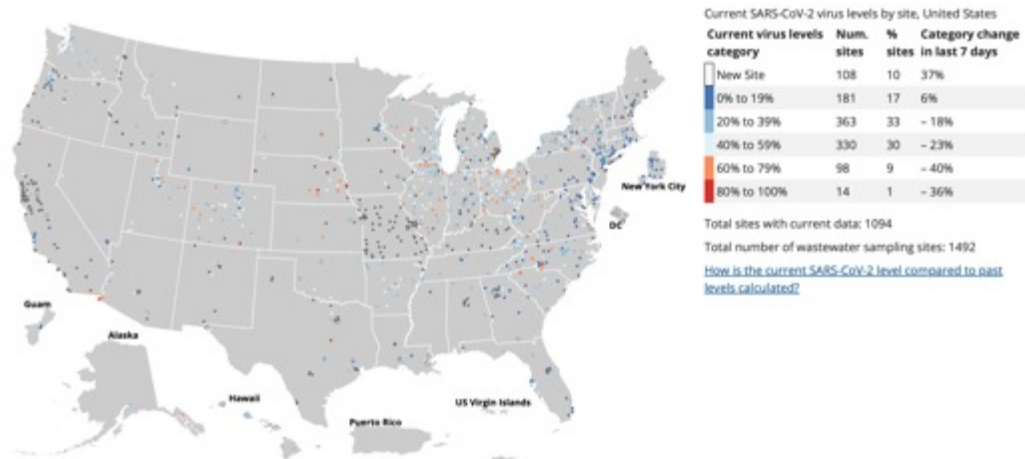 Current SARS-CoV-2 virus levels by site, United States
Current virus levels category Num. sites % sites Category change in last 7 days
New Site 108 10 37%
0% to 19% 181 17 6%
20% to 39% 363 33 – 18%
40% to 59% 330 30 – 23%
60% to 79% 98 9 – 40%
80% to 100% 14 1 – 36%
Total sites with current data: 1094
Total number of wastewater sampling sites: 1492
How is the current SARS-CoV-2 level compared to past
levels calculated?
New York City
DC
Guam
Alaska
Hawaii
US Virgin Islands
Puerto Rico